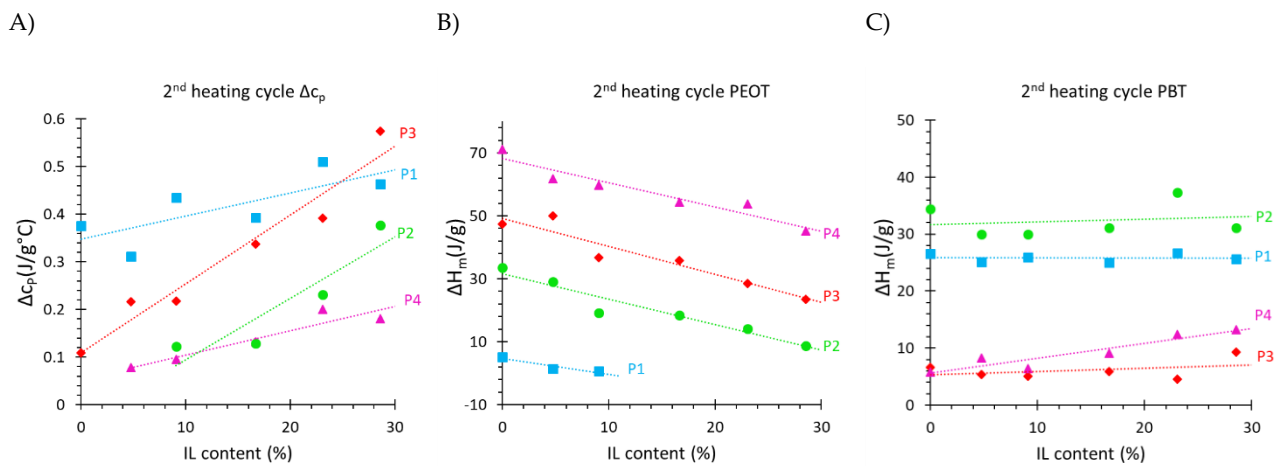 A)
B)
C)
2nd heating cycle Δcp
0.6
0.5
0.4
0.3
0.2
0.1
0
Δcp(J/g°C)
P3
P1
P2
P4
0
10
20
30
IL content (%)
2nd heating cycle PEOT
70
50
30
10
-10
ΔHm(J/g)
P4
P3
P2
P1
0
10
20
30
IL content (%)
2nd heating cycle PBT
50
40
30
20
10
0
ΔHm(J/g)
P2
P1
P4
P3
0
10
20
30
IL content (%)